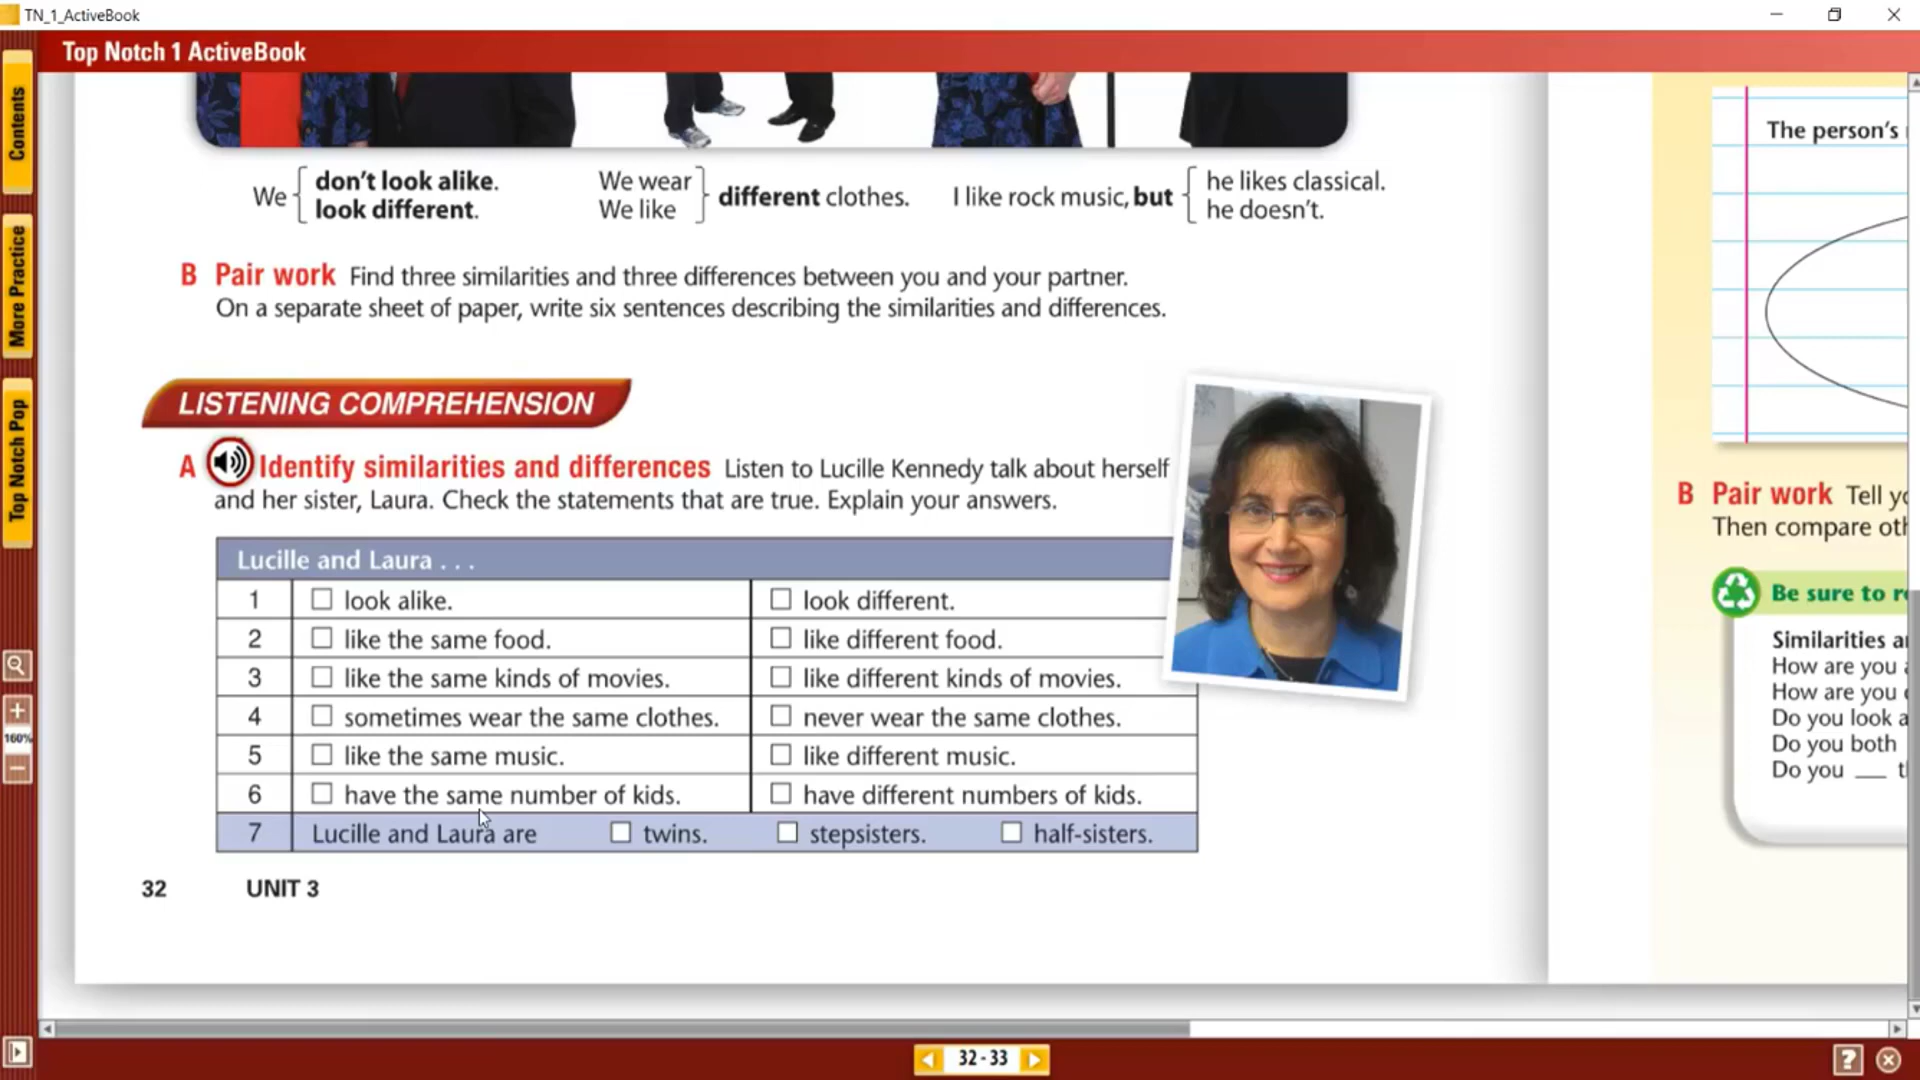 TN_1_ActiveBook
Top Notch 1 ActiveBook
Contents
More Practice
Top Notch Pop
160%
We { don't look alike.
look different.
We wear
We like } different clothes.
I like rock music, but { he likes classical.
he doesn't.
B Pair work Find three similarities and three differences between you and your partner.
On a separate sheet of paper, write six sentences describing the similarities and differences.
LISTENING COMPREHENSION
A Identify similarities and differences Listen to Lucille Kennedy talk about herself
and her sister, Laura. Check the statements that are true. Explain your answers.
Lucille and Laura . . .
1 look alike. look different.
2 like the same food. like different food.
3 like the same kinds of movies. like different kinds of movies.
4 sometimes wear the same clothes. never wear the same clothes.
5 like the same music. like different music.
6 have the same number of kids. have different numbers of kids.
7 Lucille and Laura are twins. stepsisters. half-sisters.
32 UNIT 3
The person's
B Pair work Tell yo
Then compare oth
Be sure to re
Similarities a
How are you
How are you
Do you look a
Do you both
Do you ___ t
32-33
?